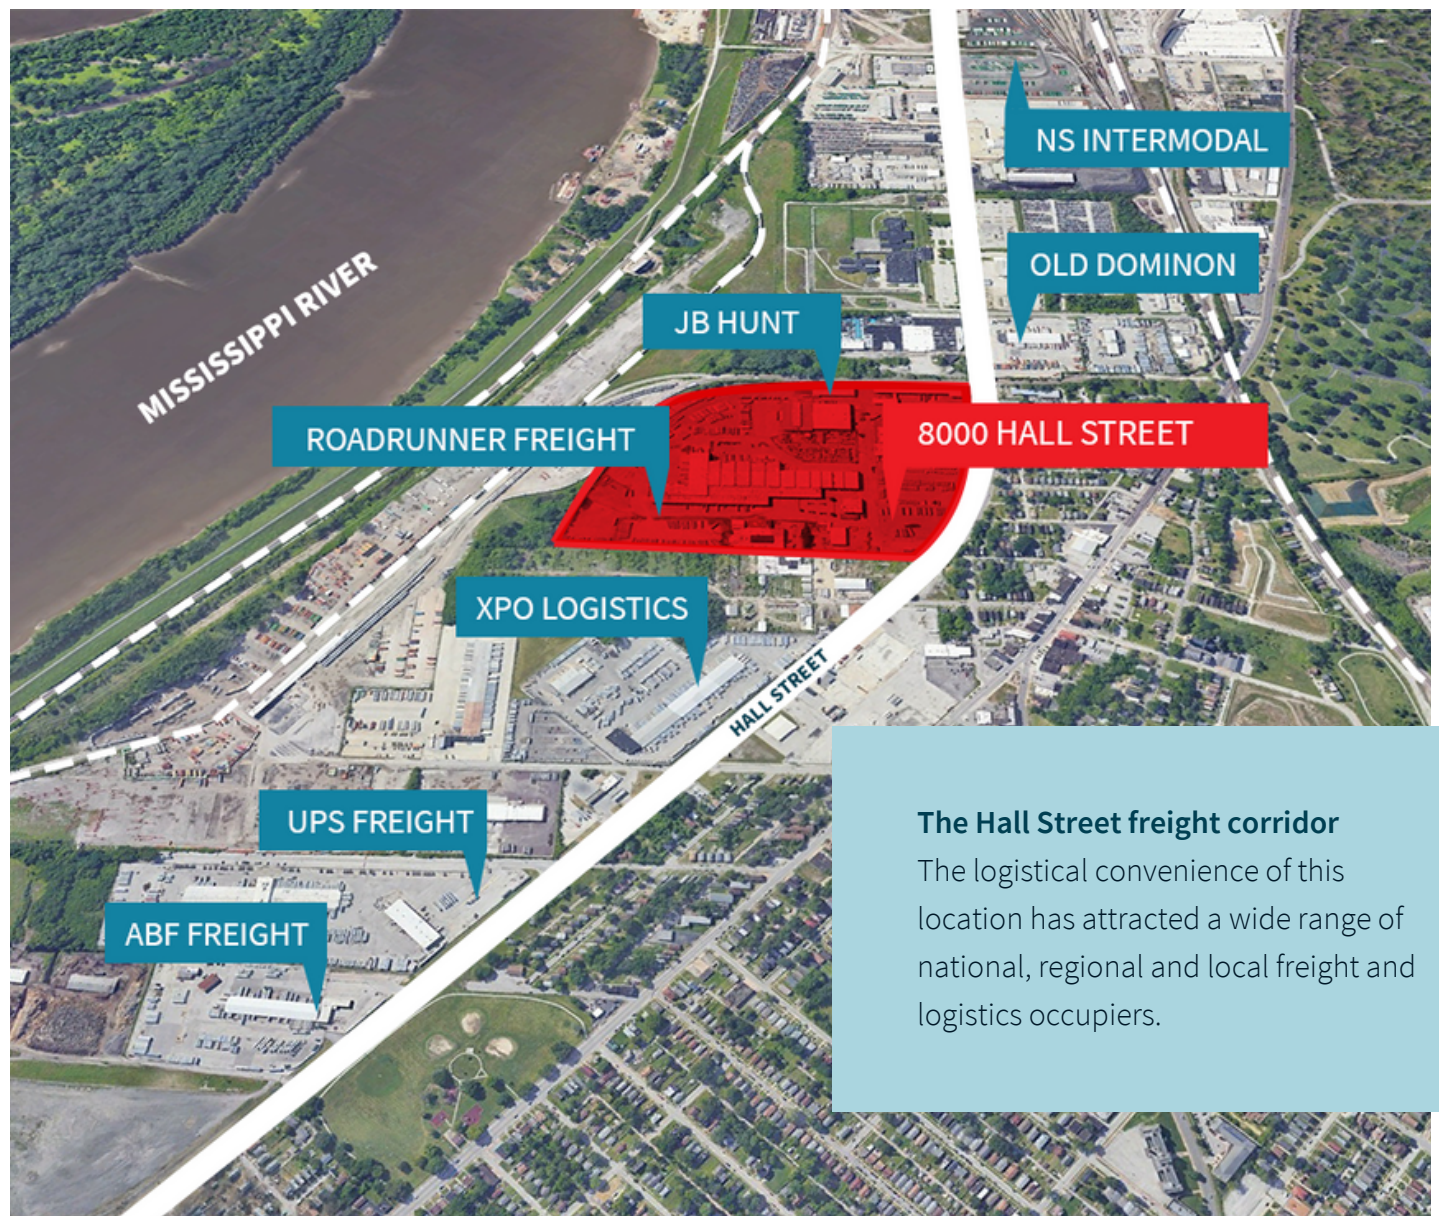 NS INTERMODAL
OLD DOMINON
MISSISSIPPI RIVER
JB HUNT
ROADRUNNER FREIGHT
8000 HALL STREET
XPO LOGISTICS
HALL STREET
UPS FREIGHT
ABF FREIGHT
The Hall Street freight corridor
The logistical convenience of this
location has attracted a wide range of
national, regional and local freight and
logistics occupiers.